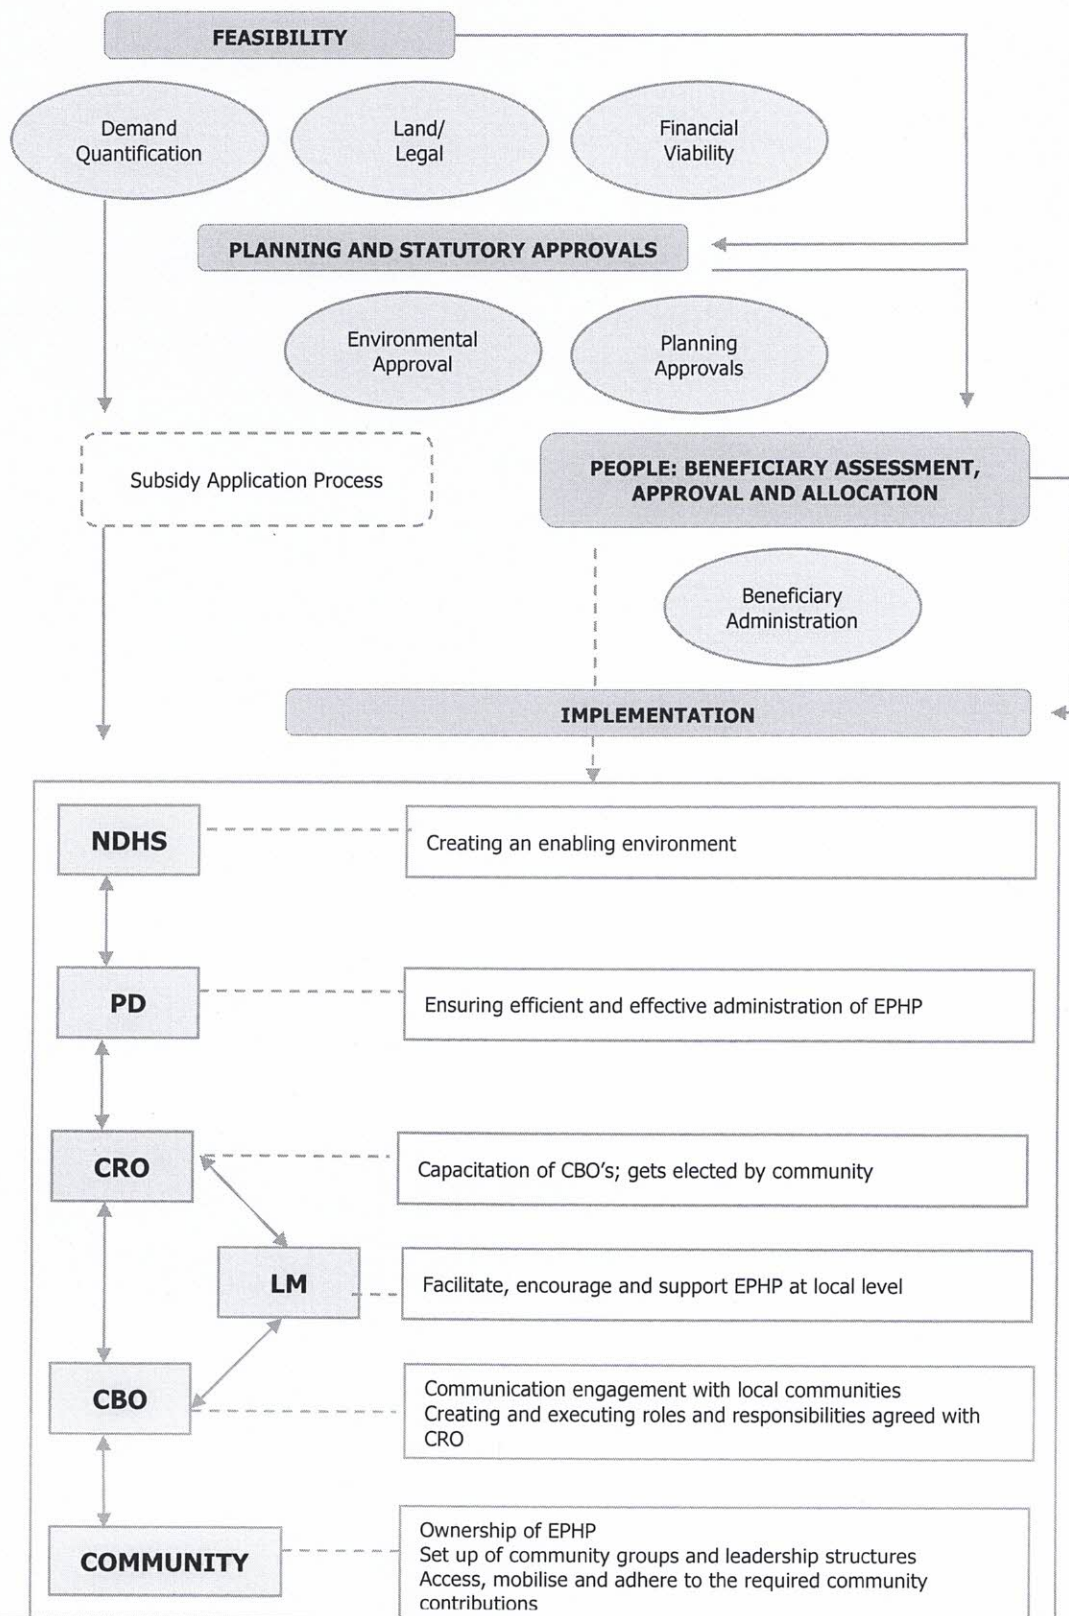 FEASIBILITY
Demand
Quantification
Land/
Legal
Financial
Viability
PLANNING AND STATUTORY APPROVALS
Environmental
Approval
Planning
Approvals
Subsidy Application Process
PEOPLE: BENEFICIARY ASSESSMENT,
APPROVAL AND ALLOCATION
Beneficiary
Administration
IMPLEMENTATION
NDHS
Creating an enabling environment
PD
Ensuring efficient and effective administration of EPHP
CRO
Capacitation of CBO's; gets elected by community
LM
Facilitate, encourage and support EPHP at local level
CBO
Communication engagement with local communities
Creating and executing roles and responsibilities agreed with
CRO
COMMUNITY
Ownership of EPHP
Set up of community groups and leadership structures
Access, mobilise and adhere to the required community
contributions